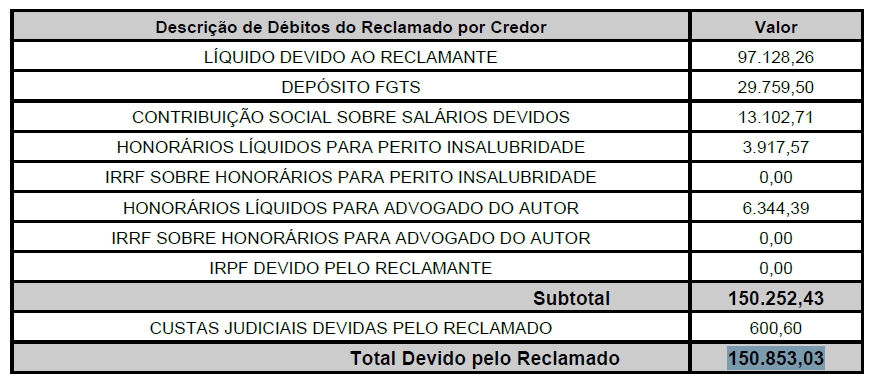 Descrição de Débitos do Reclamado por Credor Valor
LÍQUIDO DEVIDO AO RECLAMANTE 97.128,26
DEPÓSITO FGTS 29.759,50
CONTRIBUIÇÃO SOCIAL SOBRE SALÁRIOS DEVIDOS 13.102,71
HONORÁRIOS LÍQUIDOS PARA PERITO INSALUBRIDADE 3.917,57
IRRF SOBRE HONORÁRIOS PARA PERITO INSALUBRIDADE 0,00
HONORÁRIOS LÍQUIDOS PARA ADVOGADO DO AUTOR 6.344,39
IRRF SOBRE HONORÁRIOS PARA ADVOGADO DO AUTOR 0,00
IRPF DEVIDO PELO RECLAMANTE 0,00
Subtotal 150.252,43
CUSTAS JUDICIAIS DEVIDAS PELO RECLAMADO 600,60
Total Devido pelo Reclamado 150.853,03